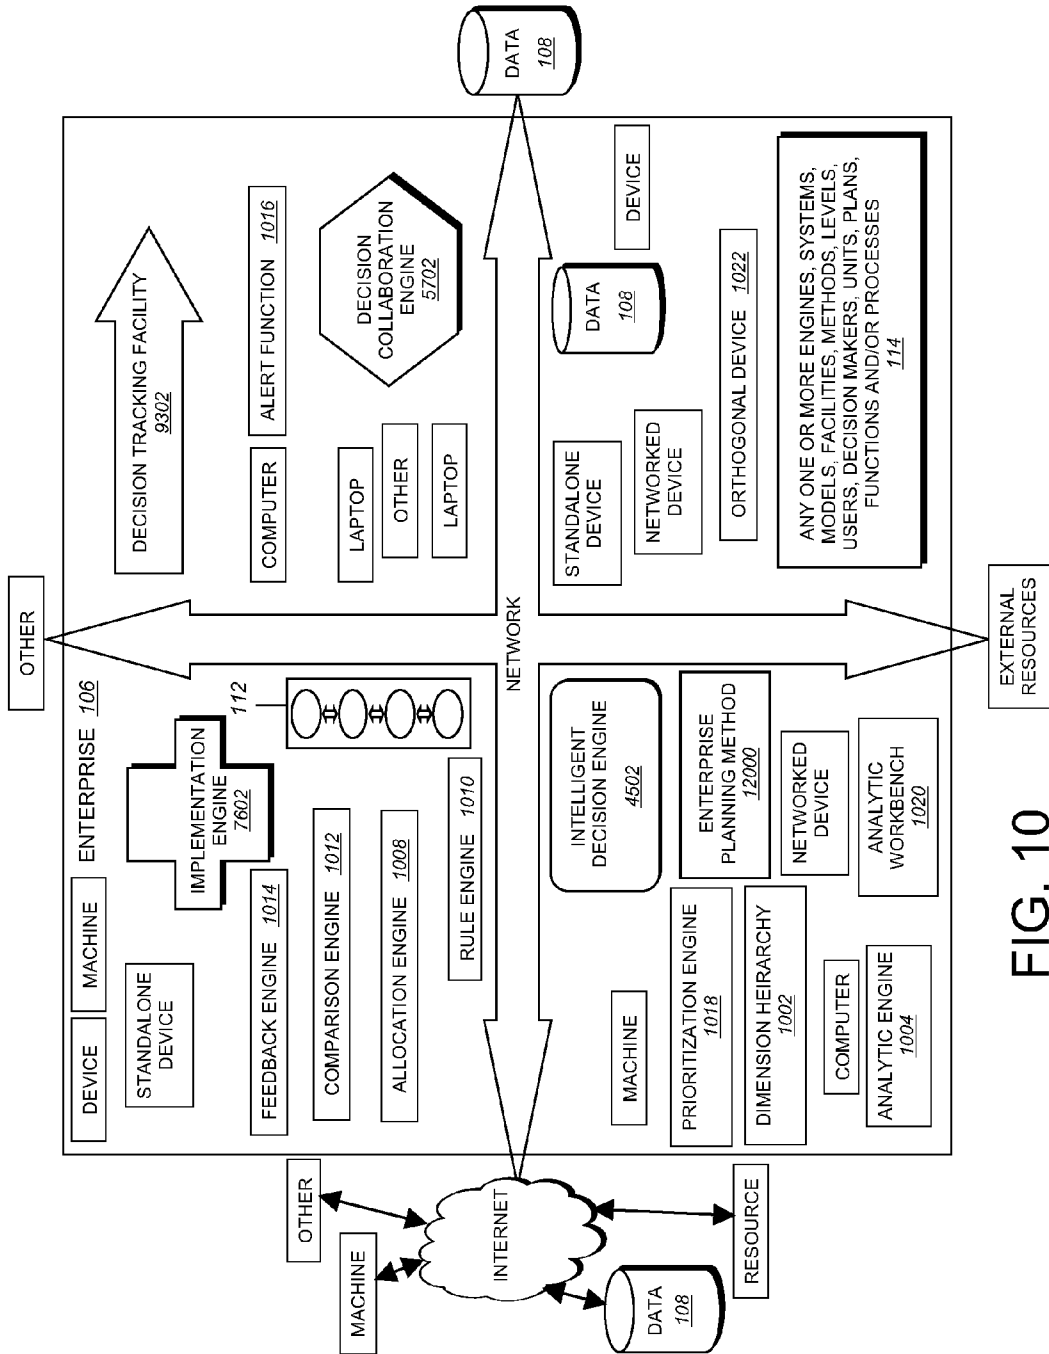 OTHER
DEVICE
MACHINE
ENTERPRISE 106
STANDALONE
DEVICE
IMPLEMENTATION
ENGINE
7602
112
FEEDBACK ENGINE 1014
COMPARISON ENGINE 1012
ALLOCATION ENGINE 1008
RULE ENGINE 1010
DECISION TRACKING FACILITY
9302
COMPUTER
ALERT FUNCTION 1016
LAPTOP
OTHER
LAPTOP
DECISION
COLLABORATION
ENGINE
5702
OTHER
MACHINE
INTERNET
DATA
108
RESOURCE
NETWORK
DATA
108
MACHINE
PRIORITIZATION ENGINE
1018
DIMENSION HEIRARCHY
1002
COMPUTER
ANALYTIC ENGINE
1004
INTELLIGENT
DECISION ENGINE
4502
ENTERPRISE
PLANNING METHOD
12000
NETWORKED
DEVICE
ANALYTIC
WORKBENCH
1020
STANDALONE
DEVICE
NETWORKED
DEVICE
DATA
108
DEVICE
ORTHOGONAL DEVICE 1022
ANY ONE OR MORE ENGINES, SYSTEMS,
MODELS, FACILITIES, METHODS, LEVELS,
USERS, DECISION MAKERS, UNITS, PLANS,
FUNCTIONS AND/OR PROCESSES
114
EXTERNAL
RESOURCES
FIG. 10